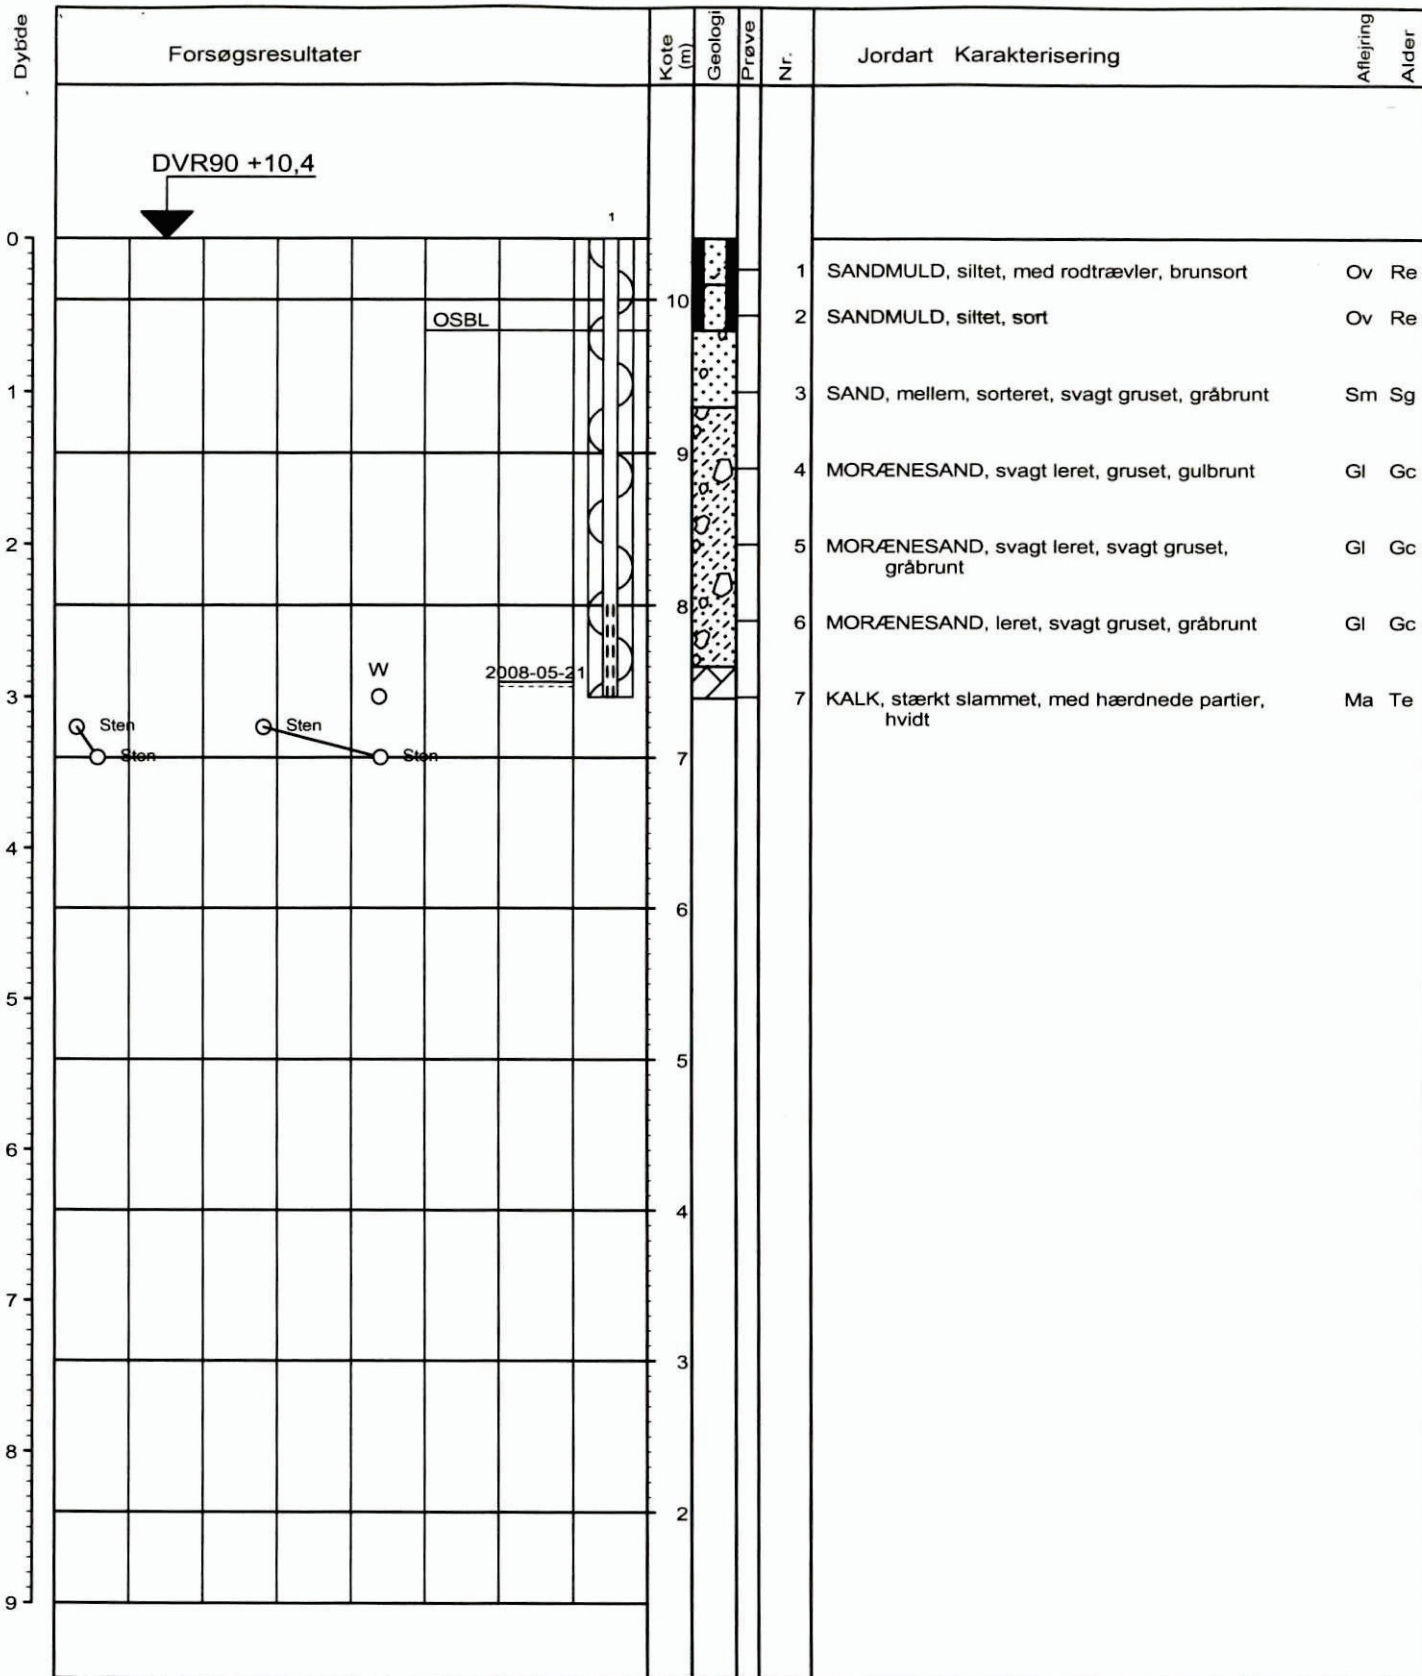 Dybde
Forsøgsresultater
Kote (m)
Geologi
Prøve
Nr.
Jordart Karakterisering
Aflejring
Alder
DVR90 +10,4
1
0
1 SANDMULD, siltet, med rodtrævler, brunsort Ov Re
10
2 SANDMULD, siltet, sort Ov Re
OSBL
1
3 SAND, mellem, sorteret, svagt gruset, gråbrunt Sm Sg
9
4 MORÆNESAND, svagt leret, gruset, gulbrunt Gl Gc
2
5 MORÆNESAND, svagt leret, svagt gruset,
gråbrunt
Gl Gc
8
6 MORÆNESAND, leret, svagt gruset, gråbrunt Gl Gc
W
2008-05-21
3
7 KALK, stærkt slammet, med hærdnede partier,
hvidt
Ma Te
Sten
Sten
Sten
Sten
7
4
6
5
5
6
4
7
3
8
2
9